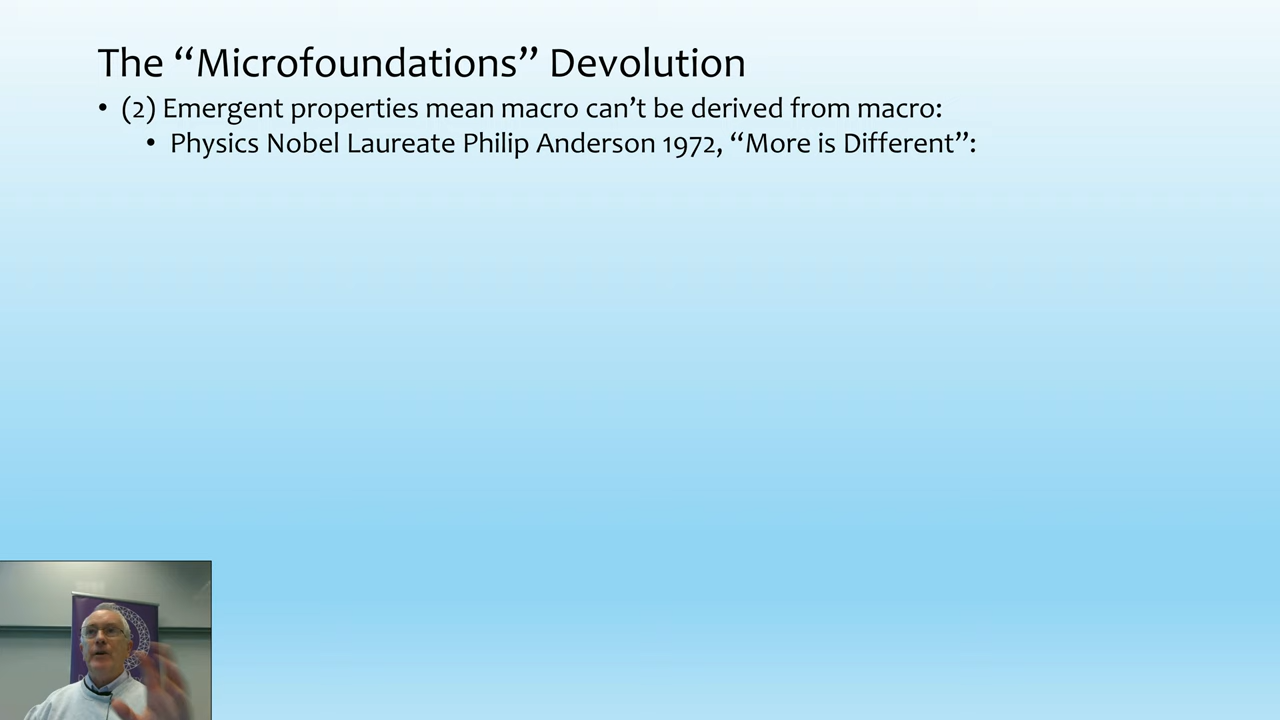 The “Microfoundations” Devolution
• (2) Emergent properties mean macro can’t be derived from macro:
• Physics Nobel Laureate Philip Anderson 1972, “More is Different”: